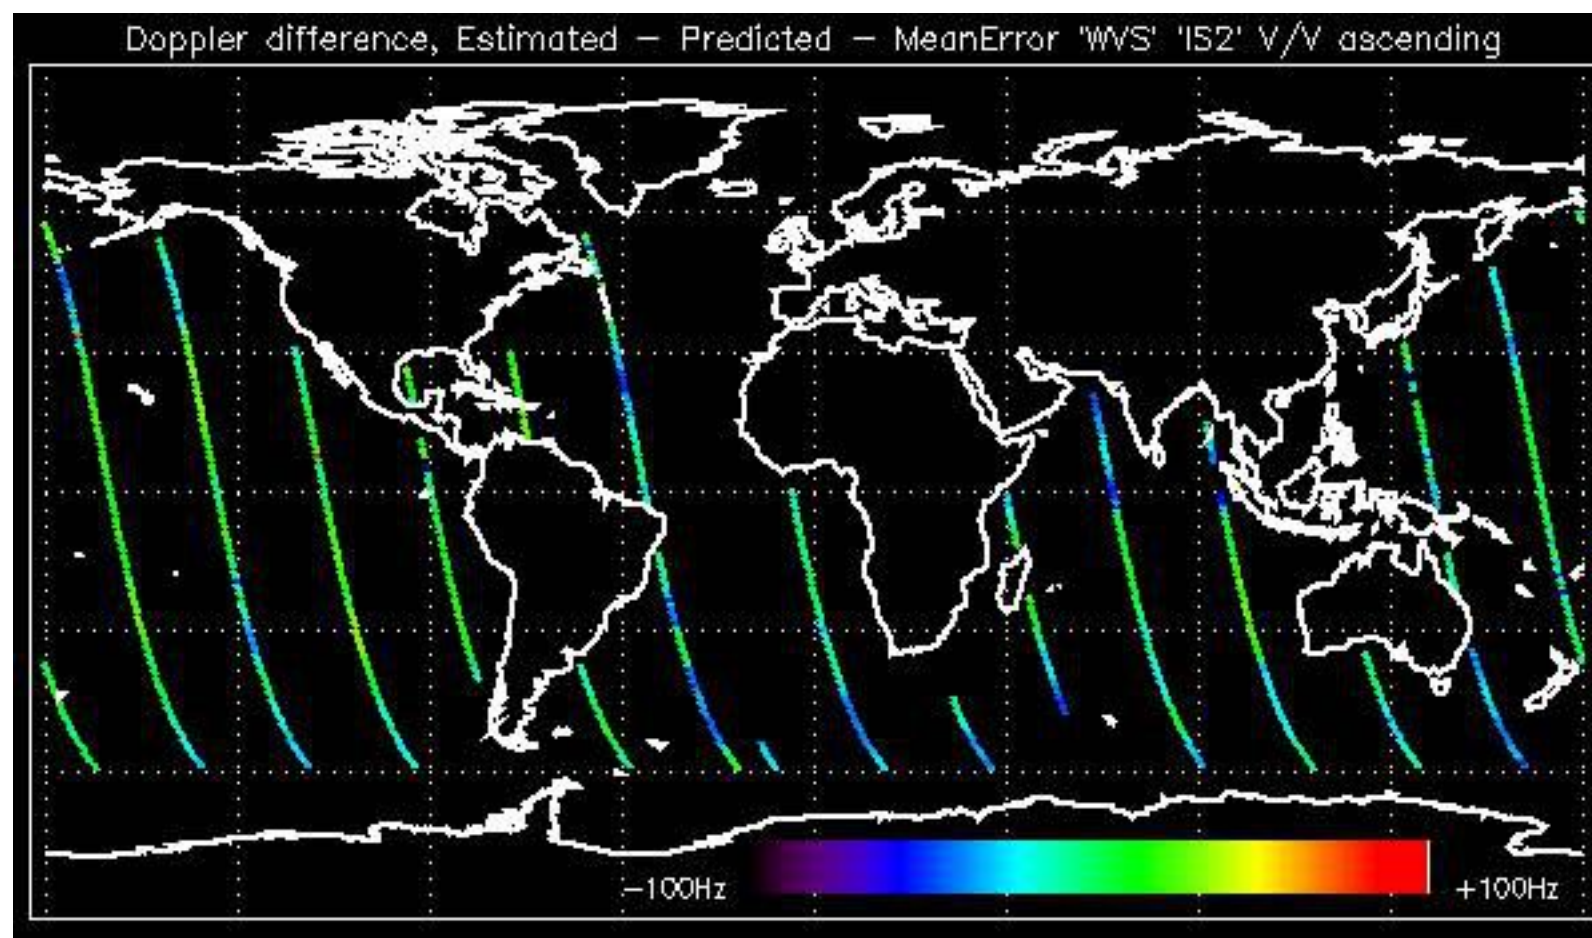 Doppler difference, Estimated – Predicted – MeanError 'WVS' 'IS2' V/V ascending
–100Hz
+100Hz